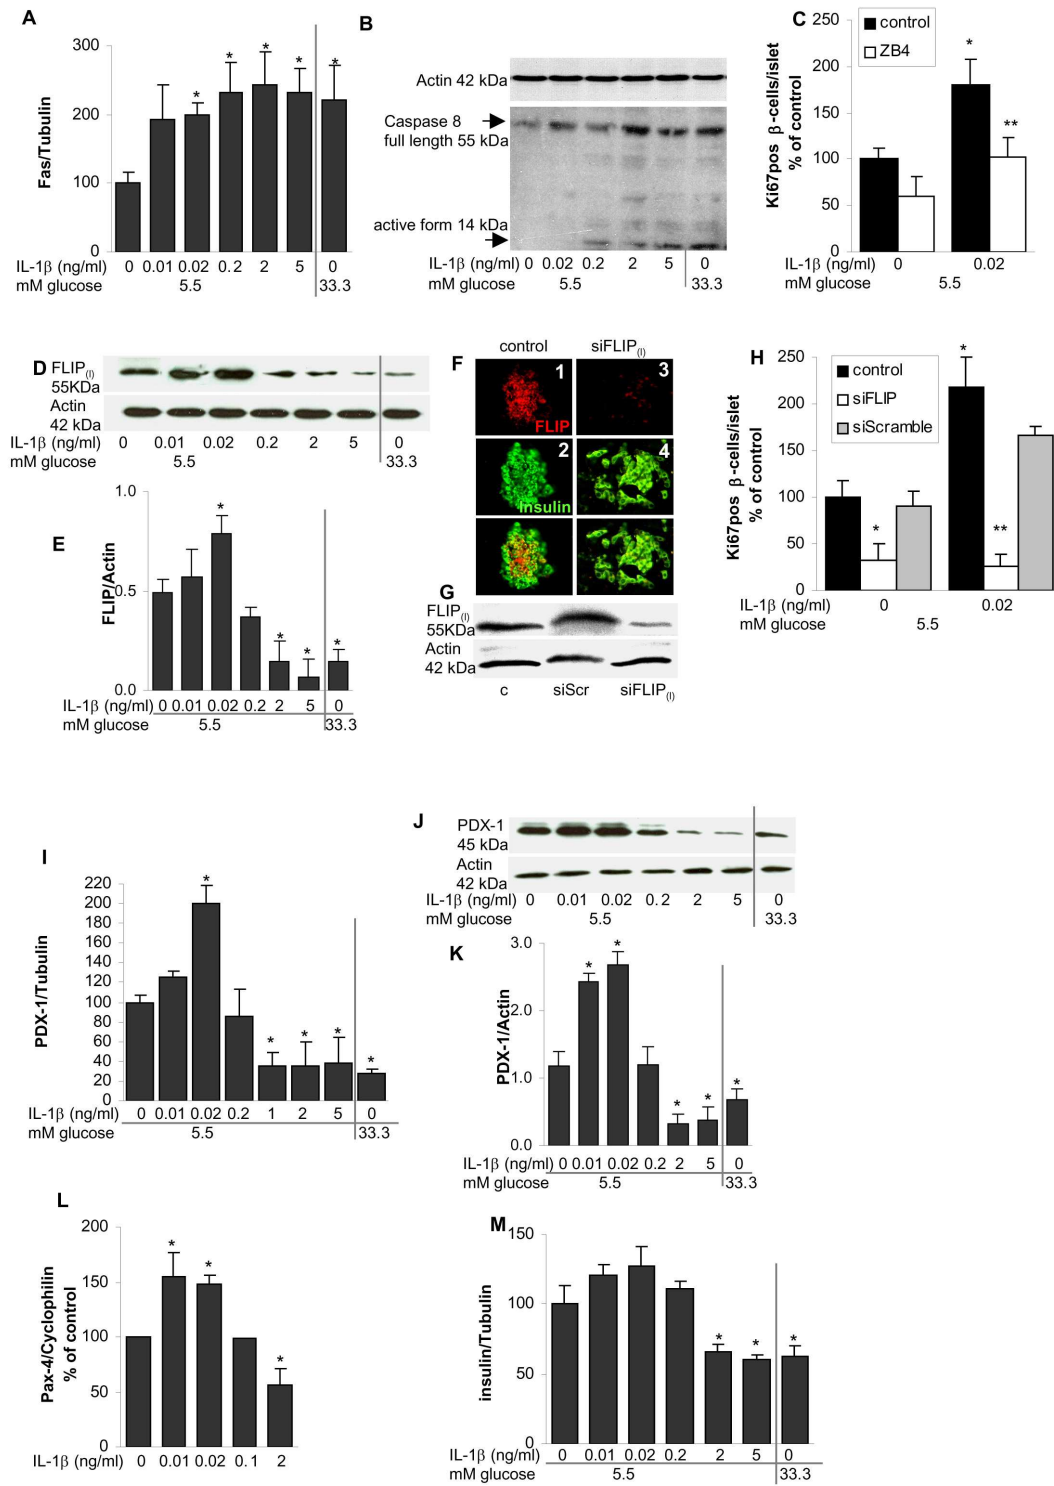 A
300
200
100
0
Fas/Tubulin
* * * * *
IL-1β (ng/ml) 0 0.01 0.02 0.2 2 5 0
mM glucose 5.5 33.3
B
Actin 42 kDa
Caspase 8
full length 55 kDa
active form 14 kDa
IL-1β (ng/ml) 0 0.02 0.2 2 5 0
mM glucose 5.5 33.3
C
control
ZB4
250
200
150
100
50
0
Ki67pos β-cells/islet
% of control
* **
IL-1β (ng/ml) 0 0.02
mM glucose 5.5
D FLIP(l)
55KDa
Actin
42 kDa
IL-1β (ng/ml) 0 0.01 0.02 0.2 2 5 0
mM glucose 5.5 33.3
E
1.0
0.5
0.0
FLIP/Actin
* * * *
IL-1β (ng/ml) 0 0.01 0.02 0.2 2 5 0
mM glucose 5.5 33.3
F
control siFLIP(l)
1 3
FLIP
2 4
insulin
G
FLIP(l)
55KDa
Actin
42 kDa
c siScr siFLIP(l)
H
control
siFLIP
siScramble
250
200
150
100
50
0
Ki67pos β-cells/islet
% of control
* * **
IL-1β (ng/ml) 0 0.02
mM glucose 5.5
I
220
200
180
160
140
120
100
80
60
40
20
0
PDX-1/Tubulin
* * * * *
IL-1β (ng/ml) 0 0.01 0.02 0.2 1 2 5 0
mM glucose 5.5 33.3
J
PDX-1
45 kDa
Actin
42 kDa
IL-1β (ng/ml) 0 0.01 0.02 0.2 2 5 0
mM glucose 5.5 33.3
K
3.0
2.0
1.0
0.0
PDX-1/Actin
* * * * *
IL-1β (ng/ml) 0 0.01 0.02 0.2 2 5 0
mM glucose 5.5 33.3
L
200
150
100
50
0
Pax-4/Cyclophilin
% of control
* * *
IL-1β (ng/ml) 0 0.01 0.02 0.1 2
M
150
100
50
0
insulin/Tubulin
* * *
IL-1β (ng/ml) 0 0.01 0.02 0.2 2 5 0
mM glucose 5.5 33.3